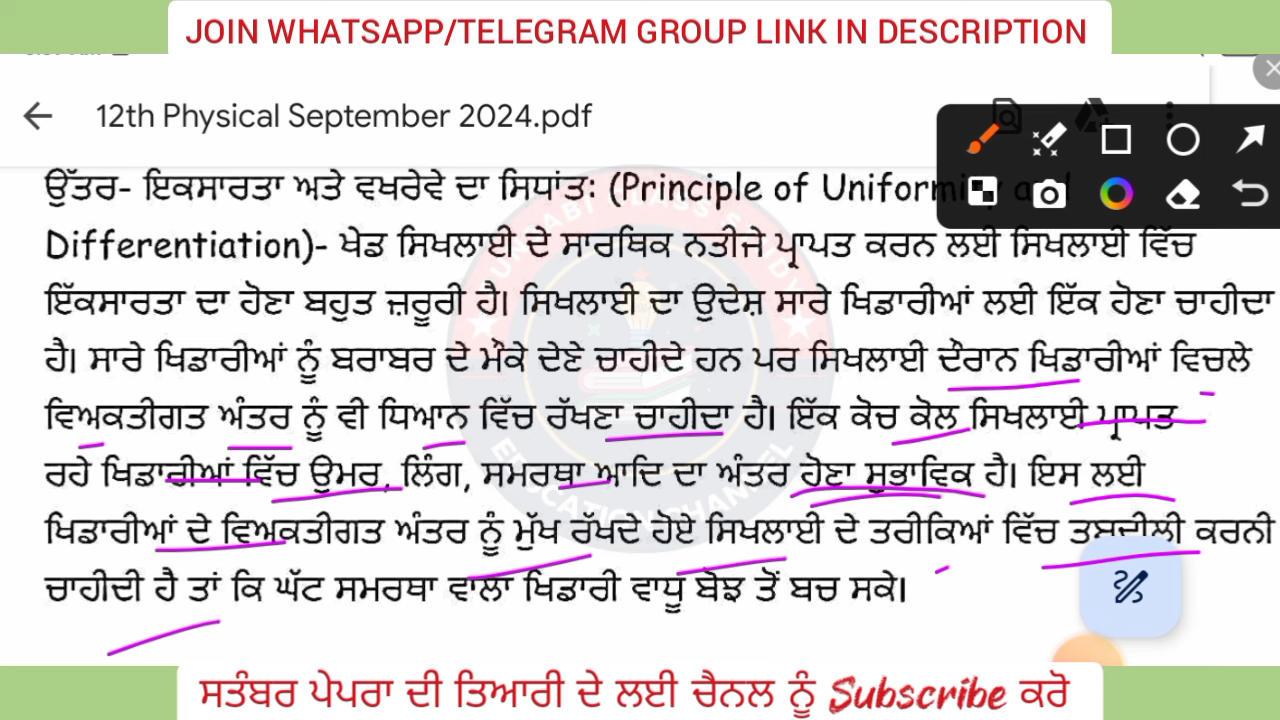 JOIN WHATSAPP/TELEGRAM GROUP LINK IN DESCRIPTION
12th Physical September 2024.pdf
ਉੱਤਰ- ਇਕਸਾਰਤਾ ਅਤੇ ਵਖਰੇਵੇ ਦਾ ਸਿਧਾਂਤ: (Principle of Uniformity and
Differentiation)- ਖੇਡ ਸਿਖਲਾਈ ਦੇ ਸਾਰਥਿਕ ਨਤੀਜੇ ਪ੍ਰਾਪਤ ਕਰਨ ਲਈ ਸਿਖਲਾਈ ਵਿੱਚ
ਇੱਕਸਾਰਤਾ ਦਾ ਹੋਣਾ ਬਹੁਤ ਜ਼ਰੂਰੀ ਹੈ। ਸਿਖਲਾਈ ਦਾ ਉਦੇਸ਼ ਸਾਰੇ ਖਿਡਾਰੀਆਂ ਲਈ ਇੱਕ ਹੋਣਾ ਚਾਹੀਦਾ
ਹੈ। ਸਾਰੇ ਖਿਡਾਰੀਆਂ ਨੂੰ ਬਰਾਬਰ ਦੇ ਮੌਕੇ ਦੇਣੇ ਚਾਹੀਦੇ ਹਨ ਪਰ ਸਿਖਲਾਈ ਦੌਰਾਨ ਖਿਡਾਰੀਆਂ ਵਿਚਲੇ
ਵਿਅਕਤੀਗਤ ਅੰਤਰ ਨੂੰ ਵੀ ਧਿਆਨ ਵਿੱਚ ਰੱਖਣਾ ਚਾਹੀਦਾ ਹੈ। ਇੱਕ ਕੋਚ ਕੋਲ ਸਿਖਲਾਈ ਪ੍ਰਾਪਤ
ਰਹੇ ਖਿਡਾਰੀਆਂ ਵਿੱਚ ਉਮਰ, ਲਿੰਗ, ਸਮਰਥਾ ਆਦਿ ਦਾ ਅੰਤਰ ਹੋਣਾ ਸੁਭਾਵਿਕ ਹੈ। ਇਸ ਲਈ
ਖਿਡਾਰੀਆਂ ਦੇ ਵਿਅਕਤੀਗਤ ਅੰਤਰ ਨੂੰ ਮੁੱਖ ਰੱਖਦੇ ਹੋਏ ਸਿਖਲਾਈ ਦੇ ਤਰੀਕਿਆਂ ਵਿੱਚ ਤਬਦੀਲੀ ਕਰਨੀ
ਚਾਹੀਦੀ ਹੈ ਤਾਂ ਕਿ ਘੱਟ ਸਮਰਥਾ ਵਾਲਾ ਖਿਡਾਰੀ ਵਾਧੂ ਬੋਝ ਤੋਂ ਬਚ ਸਕੇ।
ਸਤੰਬਰ ਪੇਪਰਾ ਦੀ ਤਿਆਰੀ ਦੇ ਲਈ ਚੈਨਲ ਨੂੰ Subscribe ਕਰੋ